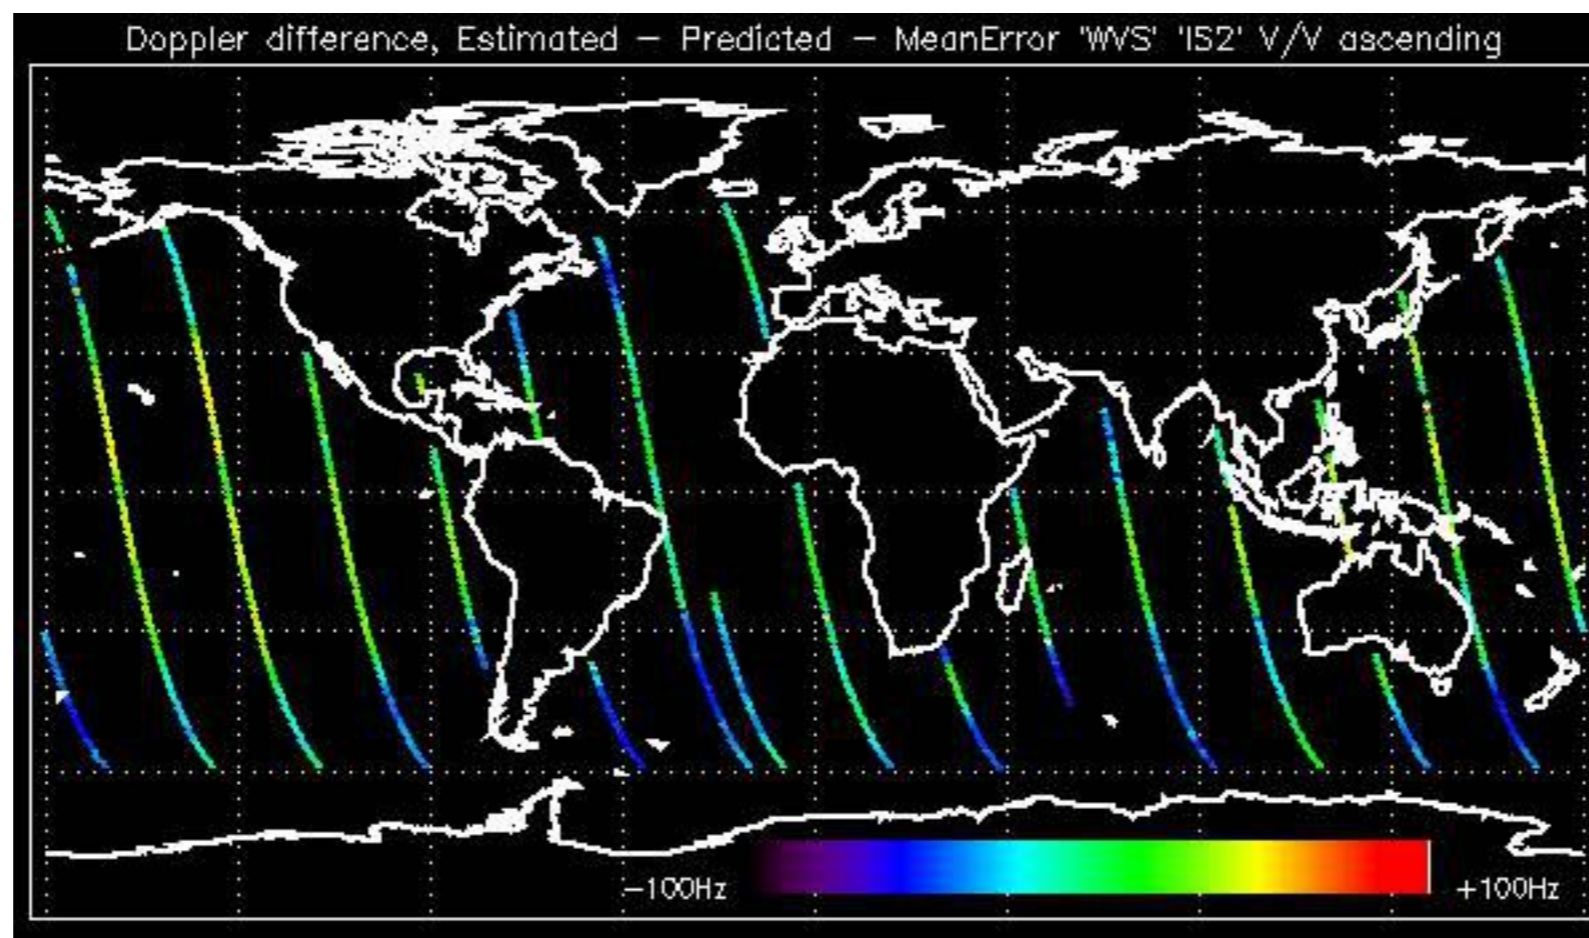 Doppler difference, Estimated - Predicted - MeanError 'WVS' 'IS2' V/V ascending
-100Hz
+100Hz